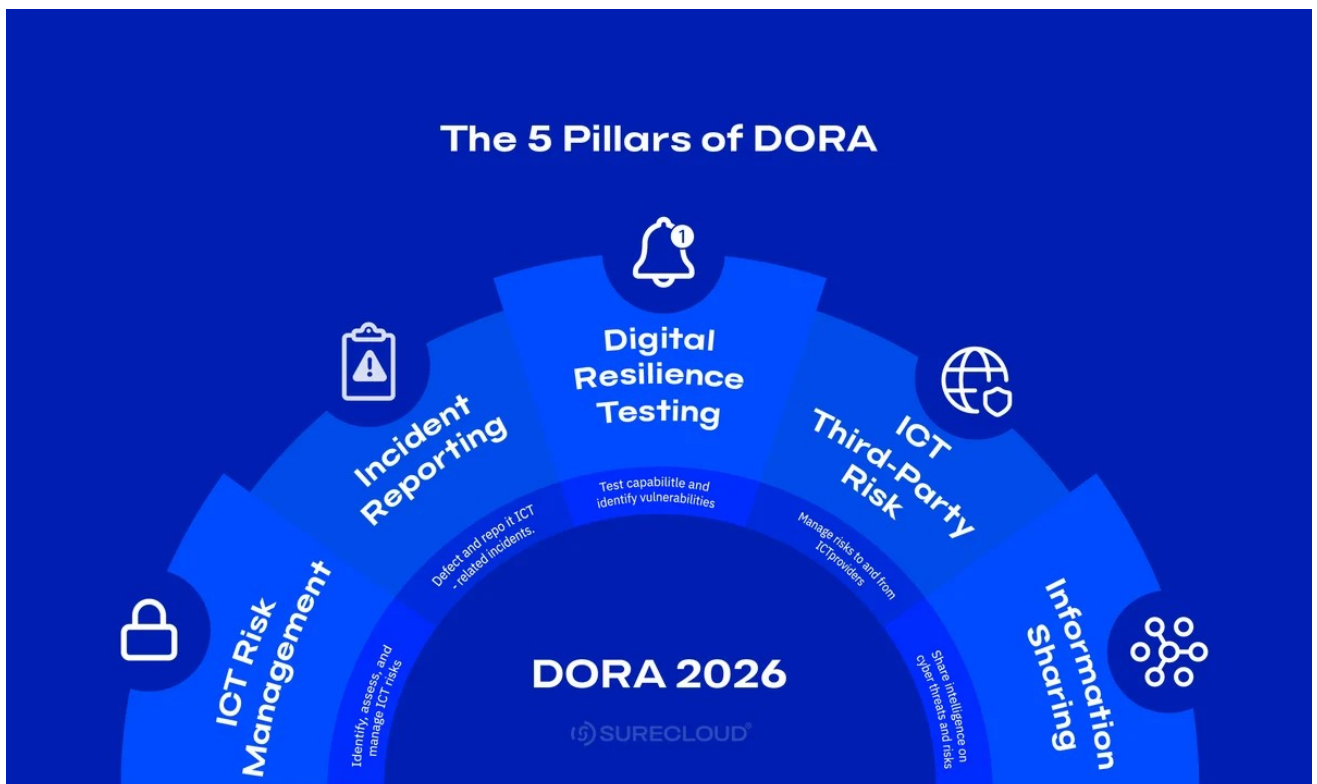 The 5 Pillars of DORA
1
ICT Risk
Management
Identify, assess, and
manage ICT risks
Incident
Reporting
Defect and repo it ICT
- related incidents.
Digital
Resilience
Testing
Test capabilitle and
identify vulnerabilities
ICT
Third-Party
Risk
Manage risks to and from
ICTproviders
Information
Sharing
Share intelligence on
cyber threats and risks
DORA 2026
SURECLOUD®